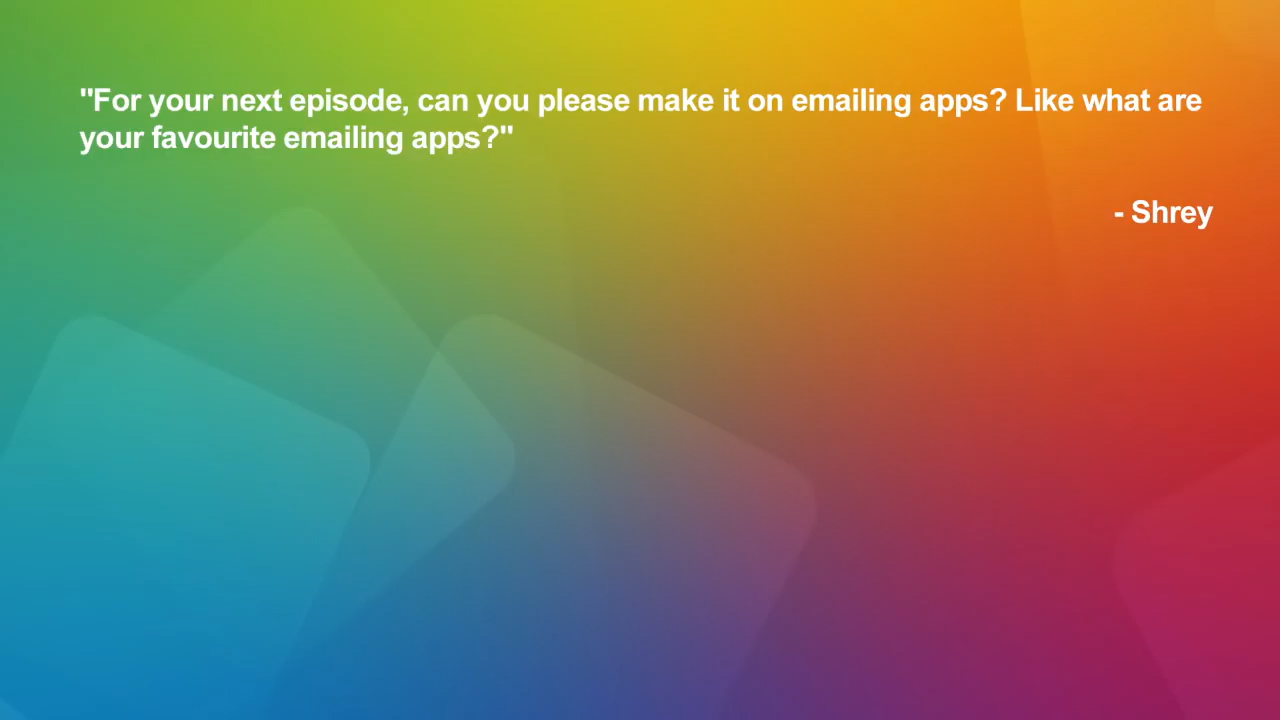 "For your next episode, can you please make it on emailing apps? Like what are
your favourite emailing apps?"
- Shrey